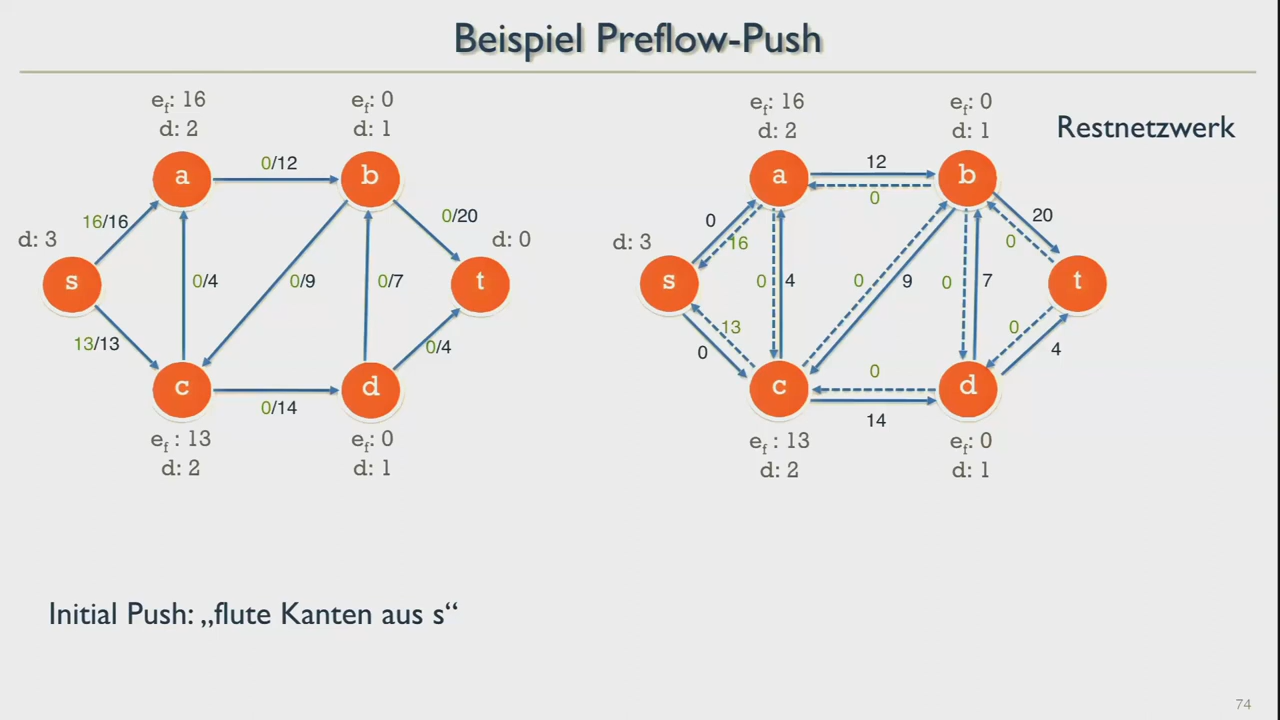 Beispiel Preflow-Push
e_f: 16
d: 2
e_f: 0
d: 1
a
0/12
b
16/16
0/20
d: 3
d: 0
s
0/4
0/9
0/7
t
13/13
0/4
c
0/14
d
e_f : 13
d: 2
e_f: 0
d: 1
Restnetzwerk
e_f: 16
d: 2
e_f: 0
d: 1
a
12
b
0
0
16
20
0
d: 3
s
0
4
0
9
0
7
t
13
0
0
4
c
0
14
d
e_f : 13
d: 2
e_f: 0
d: 1
Initial Push: „flute Kanten aus s“
74